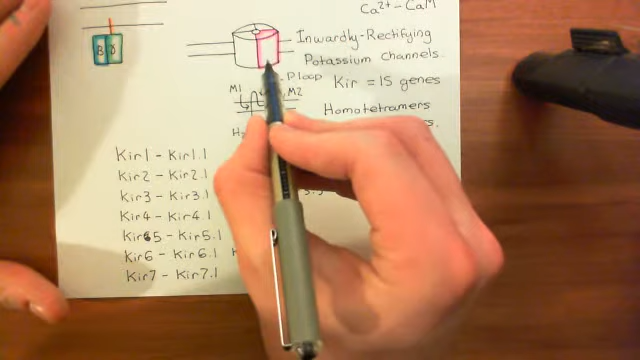 Ca²⁺-CaM
B γ
Inwardly-Rectifying
Potassium Channels.
P loop
Kir = 15 genes
M1
M2
Homotetramers
Kir1 - Kir1.1
Kir2 - Kir2.1
Kir3 - Kir3.1
Kir4 - Kir4.1
Kir5 - Kir5.1
Kir6 - Kir6.1
Kir7 - Kir7.1